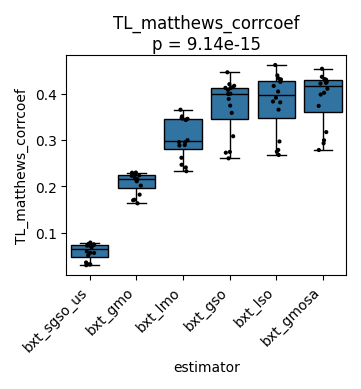 TL_matthews_corrcoef
p = 9.14e-15
TL_matthews_corrcoef
0.4
0.3
0.2
0.1
bxt_sgso_us
bxt_gmo
bxt_lmo
bxt_gso
bxt_lso
bxt_gmosa
estimator